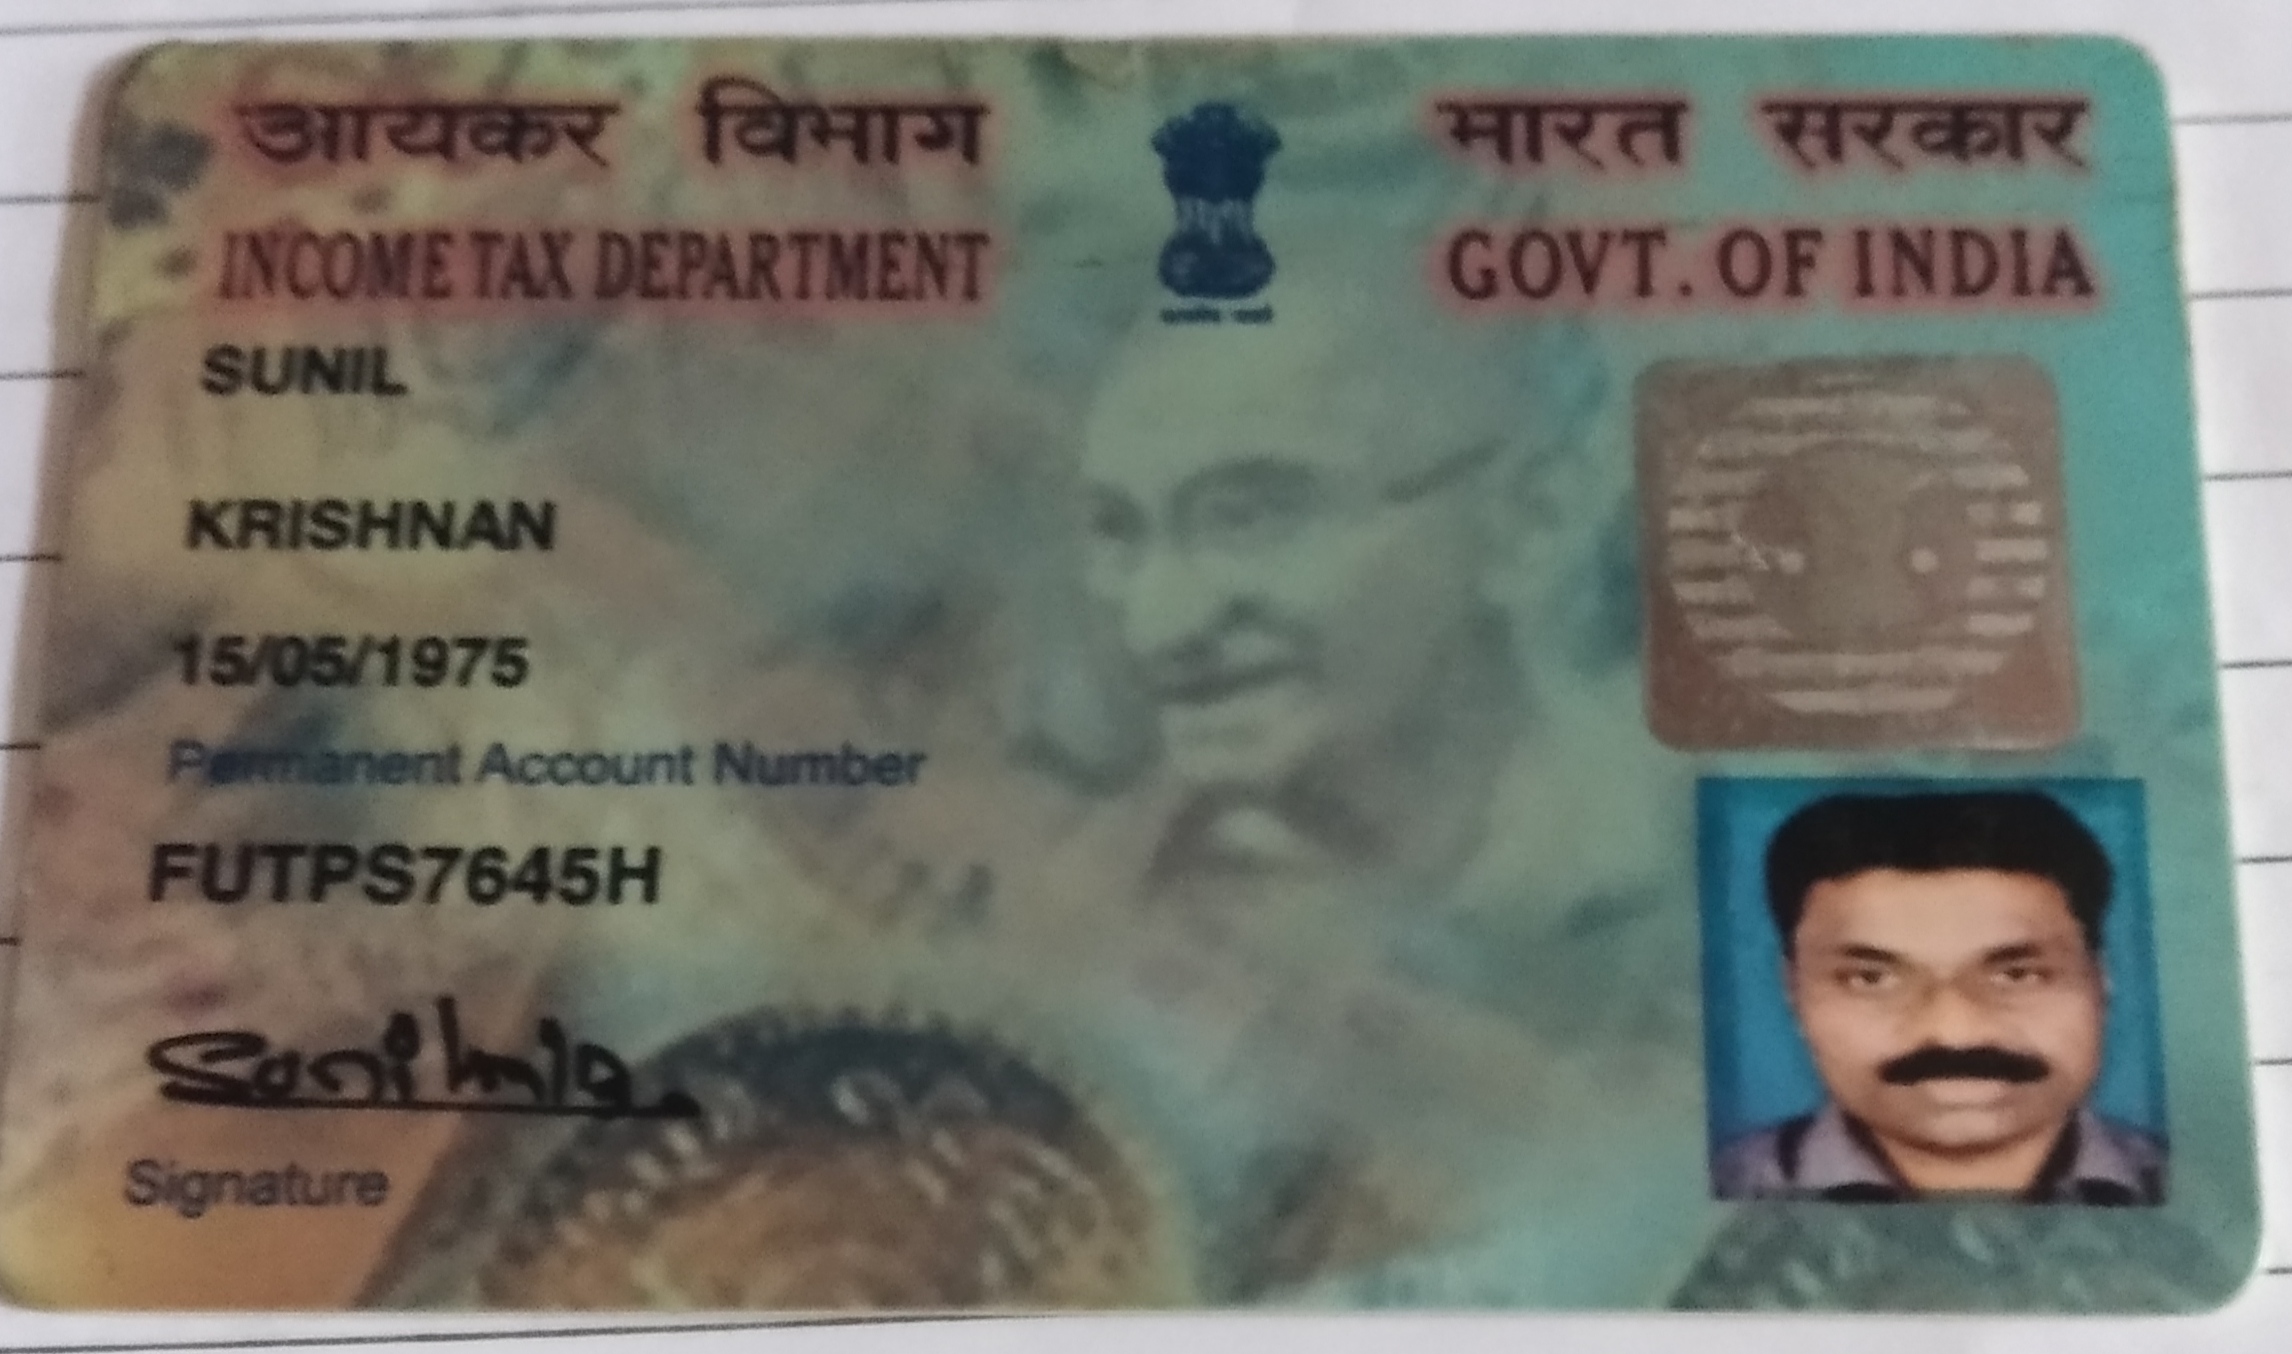 आयकर विभाग
INCOME TAX DEPARTMENT
भारत सरकार
GOVT. OF INDIA
SUNIL
KRISHNAN
15/05/1975
Permanent Account Number
FUTPS7645H
Signature